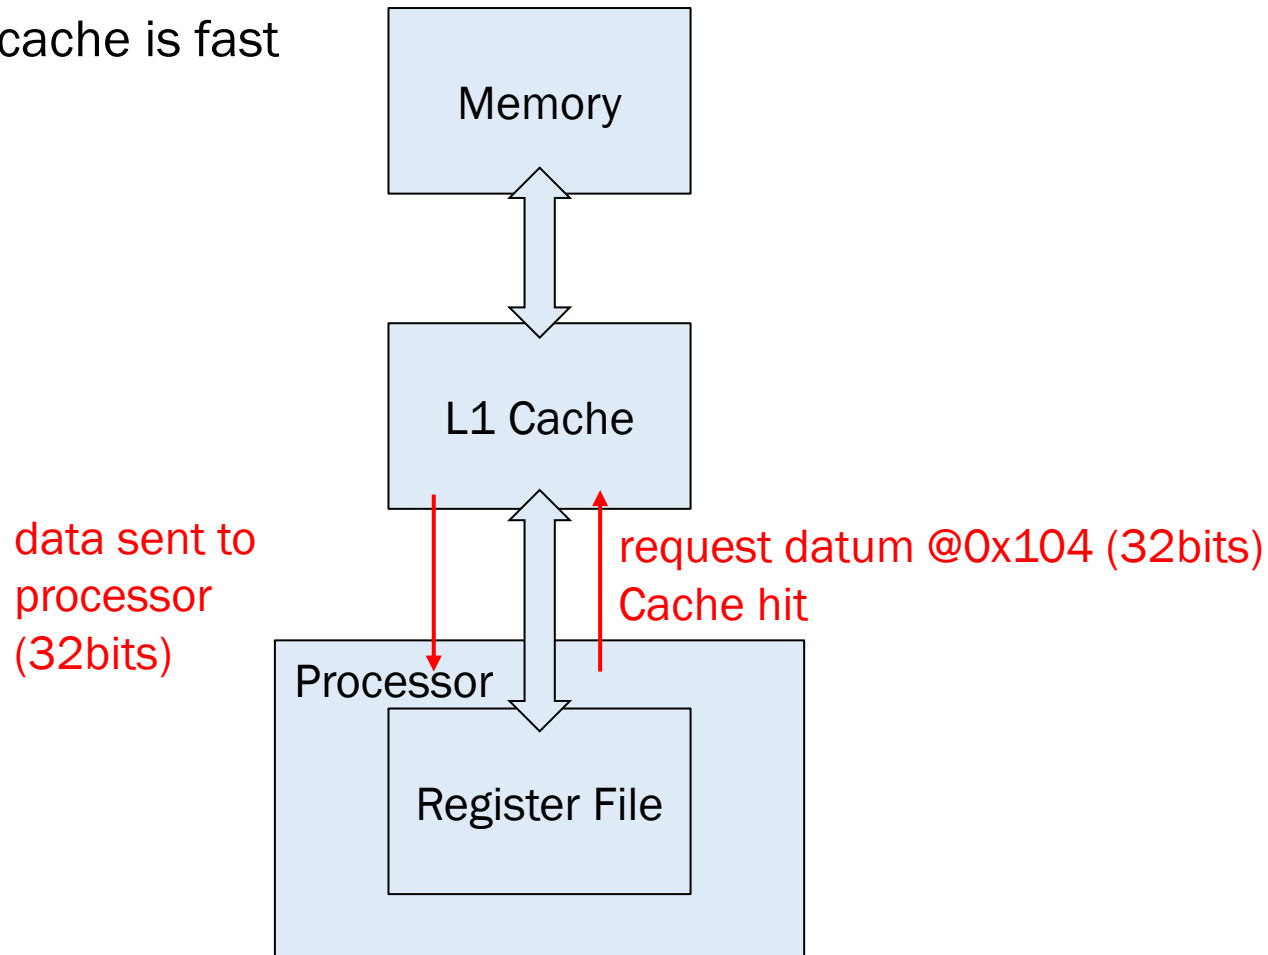 cache is fast
Memory
L1 Cache
data sent to
processor
(32bits)
request datum @0x104 (32bits)
Cache hit
Processor
Register File